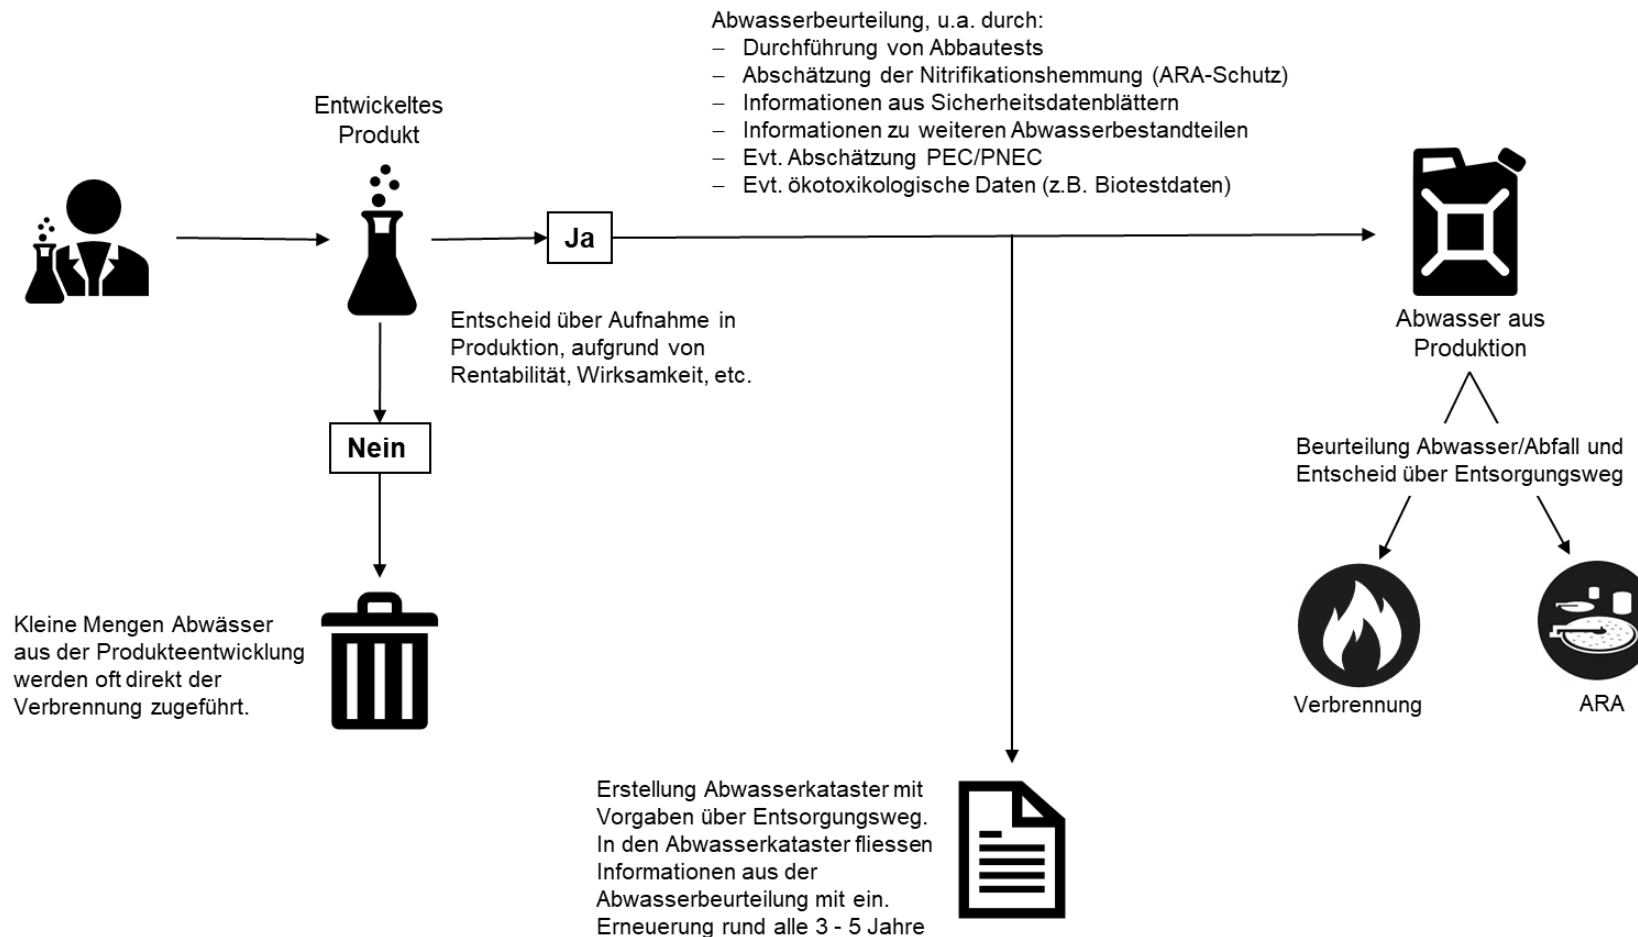 Abwasserbeurteilung, u.a. durch:
– Durchführung von Abbautests
– Abschätzung der Nitrifikationshemmung (ARA-Schutz)
– Informationen aus Sicherheitsdatenblättern
– Informationen zu weiteren Abwasserbestandteilen
– Evt. Abschätzung PEC/PNEC
– Evt. ökotoxikologische Daten (z.B. Biotestdaten)
Entwickeltes
Produkt
Ja
Entscheid über Aufnahme in
Produktion, aufgrund von
Rentabilität, Wirksamkeit, etc.
Nein
Abwasser aus
Produktion
Beurteilung Abwasser/Abfall und
Entscheid über Entsorgungsweg
Verbrennung
ARA
Kleine Mengen Abwässer
aus der Produkteentwicklung
werden oft direkt der
Verbrennung zugeführt.
Erstellung Abwasserkataster mit
Vorgaben über Entsorgungsweg.
In den Abwasserkataster fliessen
Informationen aus der
Abwasserbeurteilung mit ein.
Erneuerung rund alle 3 - 5 Jahre